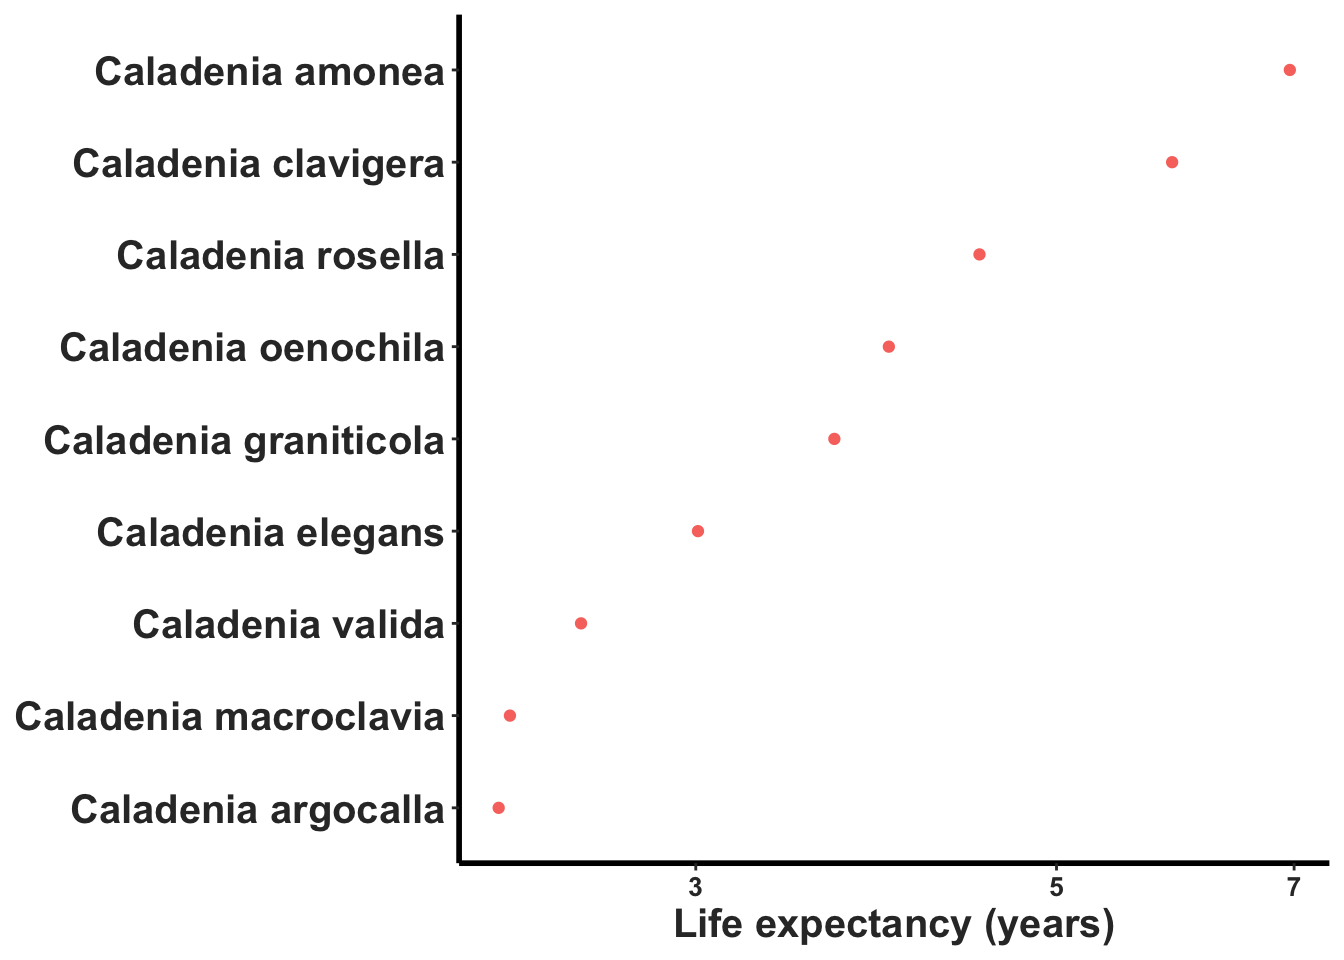 Caladenia amonea
Caladenia clavigera
Caladenia rosella
Caladenia oenochila
Caladenia graniticola
Caladenia elegans
Caladenia valida
Caladenia macroclavia
Caladenia argocalla
3 5 7
Life expectancy (years)